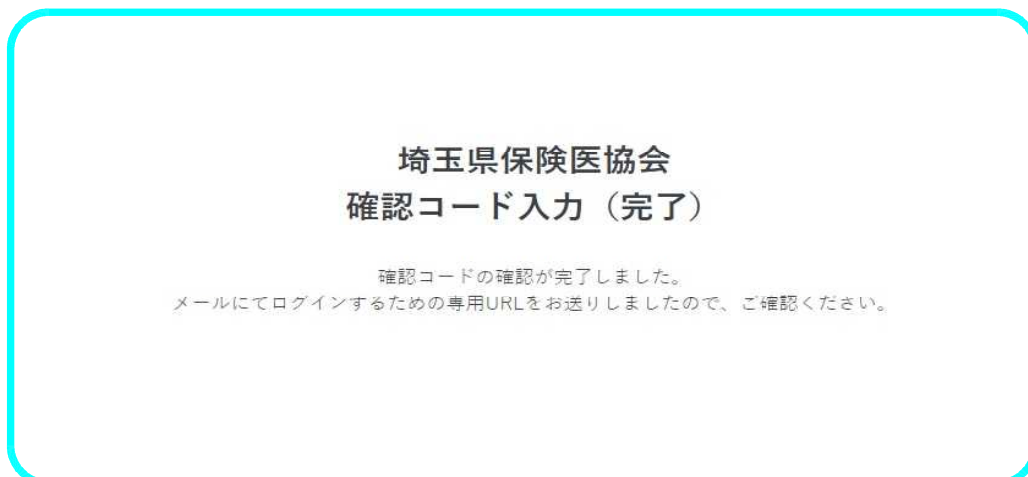 埼玉県保険医協会
確認コード入力（完了）
確認コードの確認が完了しました。
メールにてログインするための専用URLをお送りしましたので、ご確認ください。